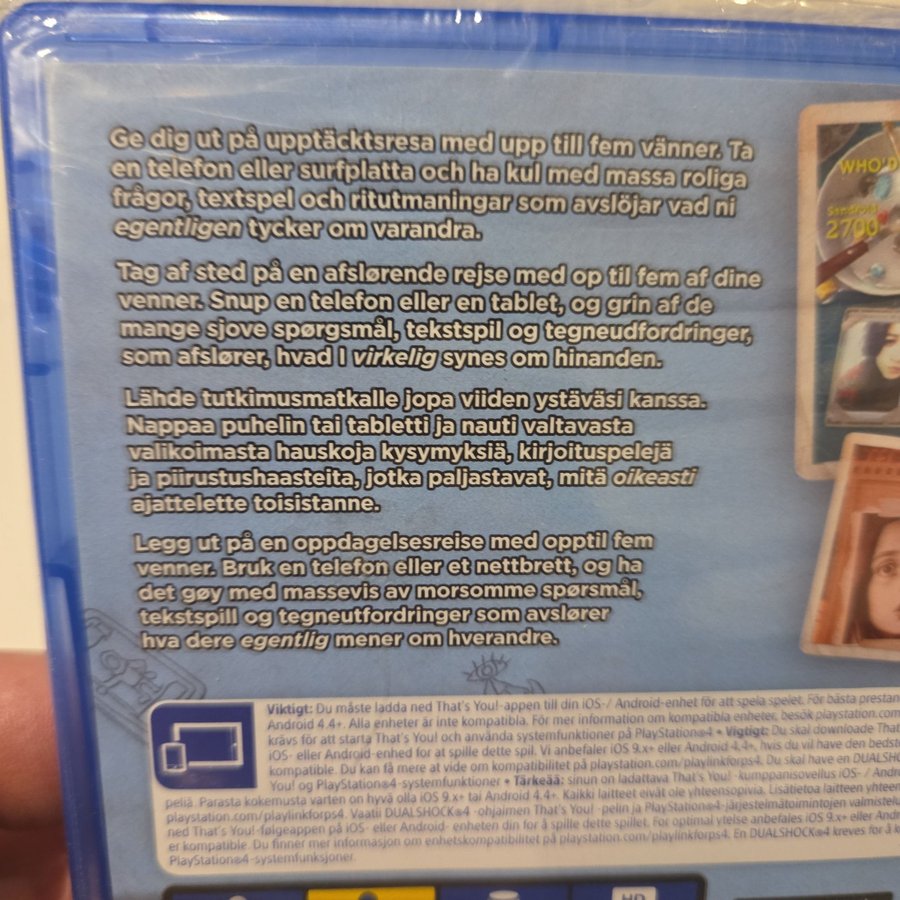 Ge dig ut på upptäcktsresa med upp till fem vänner. Ta
en telefon eller surfplatta och ha kul med massa roliga
frågor, textspel och ritutmaningar som avslöjar vad ni
egentligen tycker om varandra.
Tag af sted på en afslørende rejse med op til fem af dine
venner. Snup en telefon eller en tablet, og grin af de
mange sjove spørgsmål, tekstspil og tegneudfordringer,
som afslører, hvad I virkelig synes om hinanden.
Lähde tutkimusmatkalle jopa viiden ystäväsi kanssa.
Nappaa puhelin tai tabletti ja nauti valtavasta
valikoimasta hauskoja kysymyksiä, kirjoituspelejä
ja piirustushaasteita, jotka paljastavat, mitä oikeasti
ajattelette toisistanne.
Legg ut på en oppdagelsesreise med opptil fem
venner. Bruk en telefon eller et nettbrett, og ha
det gøy med massevis av morsomme spørsmål,
tekstspill og tegneutfordringer som avslører
hva dere egentlig mener om hverandre.
WHO'D
2700
Viktigt: Du måste ladda ned That's You!-appen till din iOS-/ Android-enhet för att spela spelet. För bästa prestan
Android 4.4+. Alla enheter är inte kompatibla. För mer information om kompatibla enheter, besök playstation.com
krävs för att starta That's You! och använda systemfunktioner på PlayStation®4 • Vigtigt: Du skal downloade That
iOS- eller Android-enhed for at spille dette spil. Vi anbefaler iOS 9.x+ eller Android 4.4+, hvis du vil have den bedst
kompatible. Du kan få mere at vide om kompatibilitet på playstation.com/playlinkforps4. Du skal have en DUALSHO
You! og PlayStation®4-systemfunktioner • Tärkeää: sinun on ladattava That's You! -kumppanisovellus iOS- / Andro
peliä. Parasta kokemusta varten on hyvä olla iOS 9.x+ tai Android 4.4+. Kaikki laitteet eivät ole yhteensopivia. Lisätietoa laitteen yhteen
playstation.com/playlinkforps4. Vaatii DUALSHOCK®4 -ohjaimen That's You! -pelin ja PlayStation®4-järjestelmätoimintojen valmistelu
ned That's You!-følgeappen på iOS- eller Android- enheten din for å spille dette spillet. For optimal ytelse anbefales iOS 9.x+ eller Andro
er kompatible. Du finner mer informasjon om enhetskompatibilitet på playstation.com/playlinkforps4. En DUALSHOCK®4 kreves for å k
PlayStation®4-systemfunksjoner.
HD